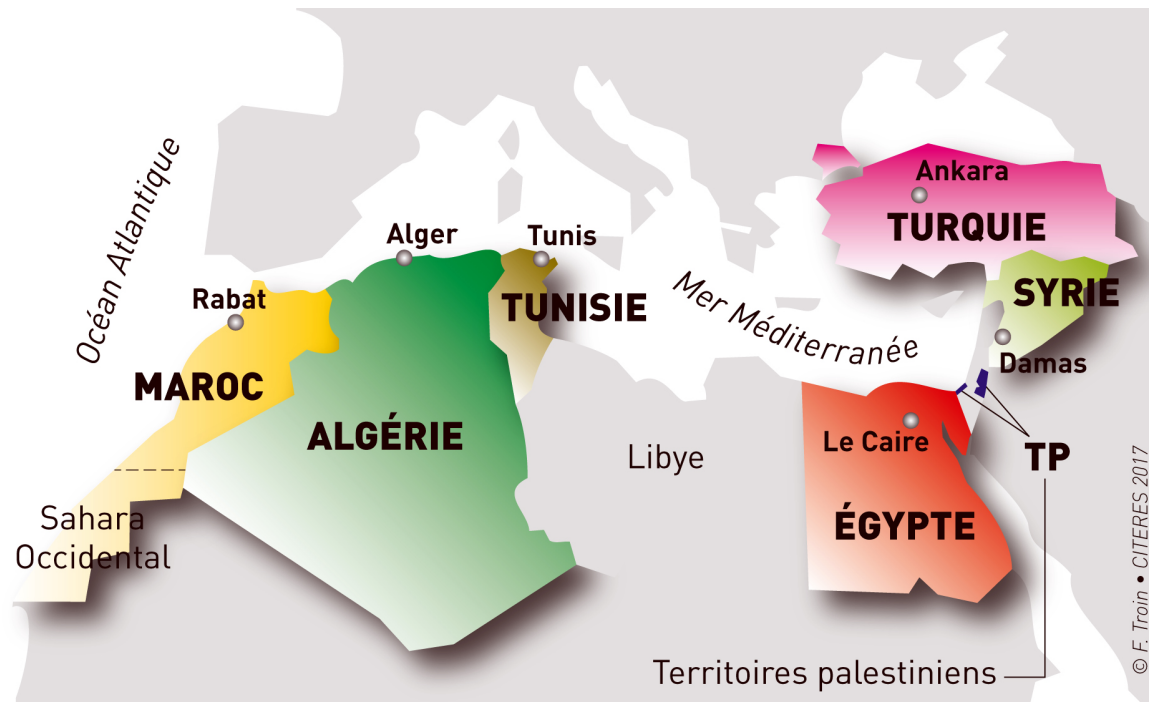 Océan Atlantique
Ankara
TURQUIE
Alger
Tunis
Rabat
TUNISIE
Mer Méditerranée
SYRIE
Damas
MAROC
ALGÉRIE
Libye
Le Caire
TP
ÉGYPTE
Sahara
Occidental
Territoires palestiniens
© F. Troin • CITERES 2017